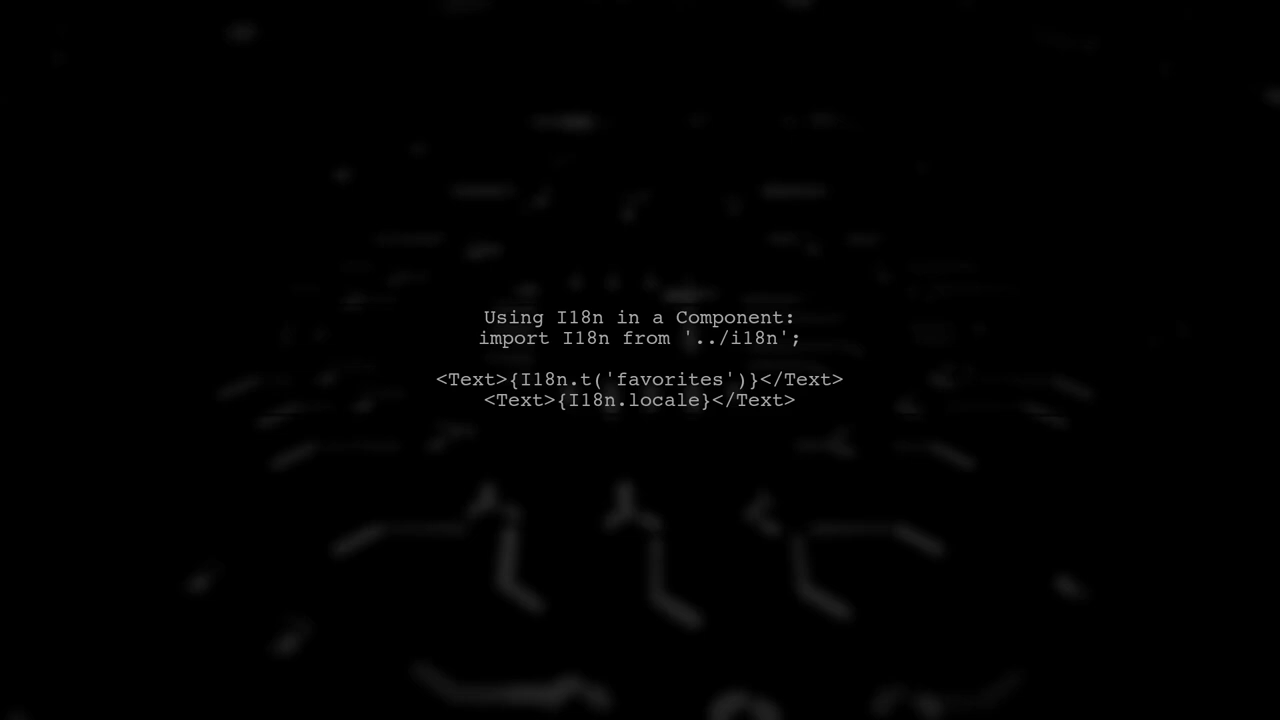 Using I18n in a Component:
import I18n from '../i18n';
<Text>{I18n.t('favorites')}</Text>
<Text>{I18n.locale}</Text>